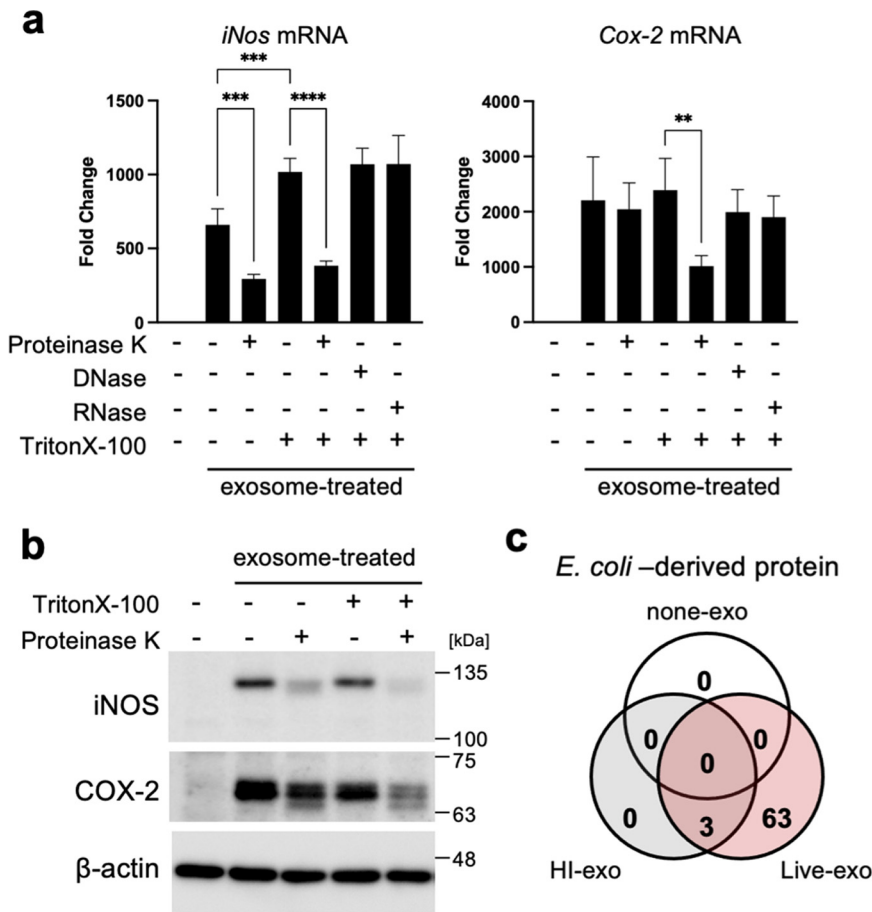 a
iNos mRNA
*** 
*** ****
1500
1000
500
0
Fold Change
Cox-2 mRNA
**
4000
3000
2000
1000
0
Fold Change
Proteinase K - - + - + - - - - + - + - -
DNase - - - - - + - - - - - - + -
RNase - - - - - - + - - - - - - +
TritonX-100 - - - + + + + - - - + + + +
exosome-treated exosome-treated
b
exosome-treated
TritonX-100 - - - + +
Proteinase K - - + - +
[kDa]
iNOS
135
100
COX-2
75
63
β-actin
48
c
E. coli –derived protein
none-exo
0
0 0
0
0 3 63
HI-exo Live-exo